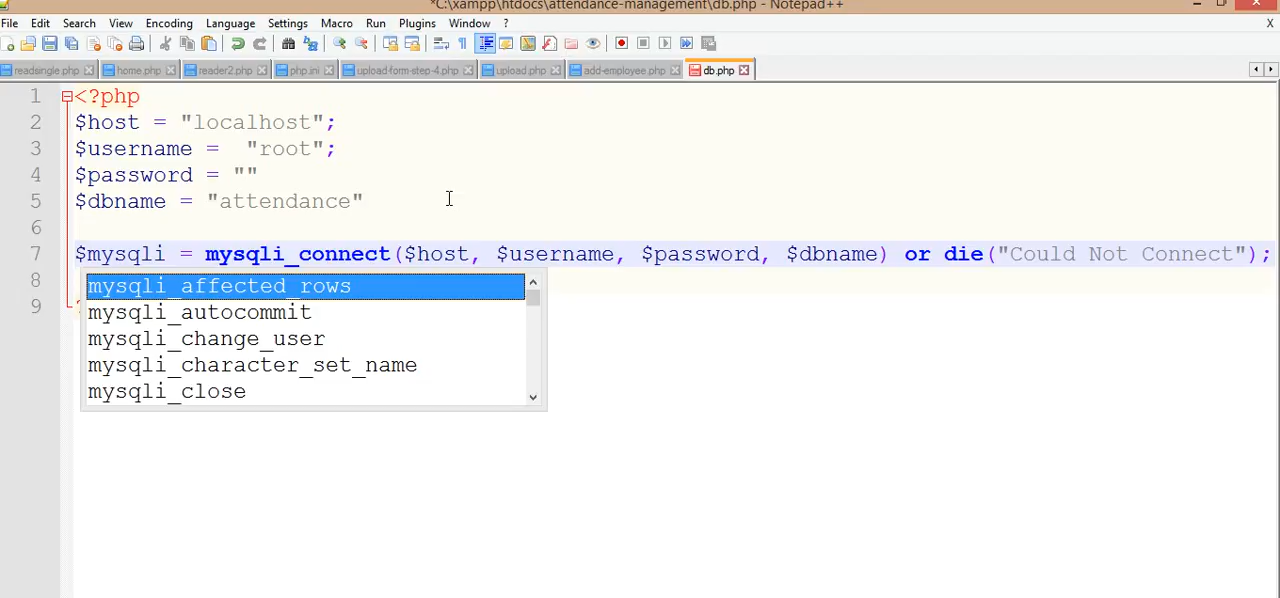 *C:\xampp\htdocs\attendance-management\db.php - Notepad++
File Edit Search View Encoding Language Settings Macro Run Plugins Window ?
X
readsingle.php home.php reader2.php php.ini upload-form-step-4.php upload.php add-employee.php db.php
1 <?php
2 $host = "localhost";
3 $username =  "root";
4 $password = ""
5 $dbname = "attendance"
6
7 $mysqli = mysqli_connect($host, $username, $password, $dbname) or die("Could Not Connect");
8
9
mysqli_affected_rows
mysqli_autocommit
mysqli_change_user
mysqli_character_set_name
mysqli_close